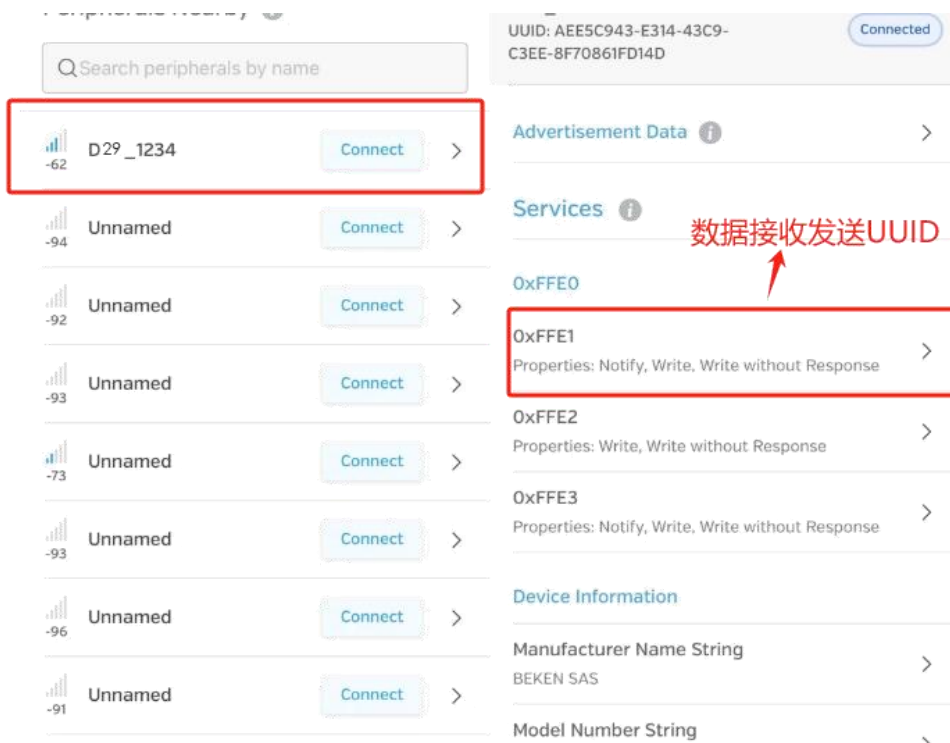 Peripherals Nearby
Search peripherals by name
-62
D29_1234
Connect
-94
Unnamed
Connect
-92
Unnamed
Connect
-93
Unnamed
Connect
-73
Unnamed
Connect
-93
Unnamed
Connect
-96
Unnamed
Connect
-91
Unnamed
Connect
UUID: AEE5C943-E314-43C9-
C3EE-8F70861FD14D
Connected
Advertisement Data
Services
数据接收发送UUID
0xFFE0
0xFFE1
Properties: Notify, Write, Write without Response
0xFFE2
Properties: Write, Write without Response
0xFFE3
Properties: Notify, Write, Write without Response
Device Information
Manufacturer Name String
BEKEN SAS
Model Number String